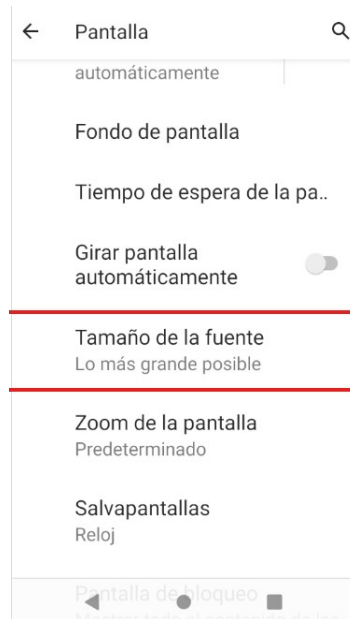 Pantalla
automáticamente
Fondo de pantalla
Tiempo de espera de la pa..
Girar pantalla
automáticamente
Tamaño de la fuente
Lo más grande posible
Zoom de la pantalla
Predeterminado
Salvapantallas
Reloj
Pantalla de bloqueo